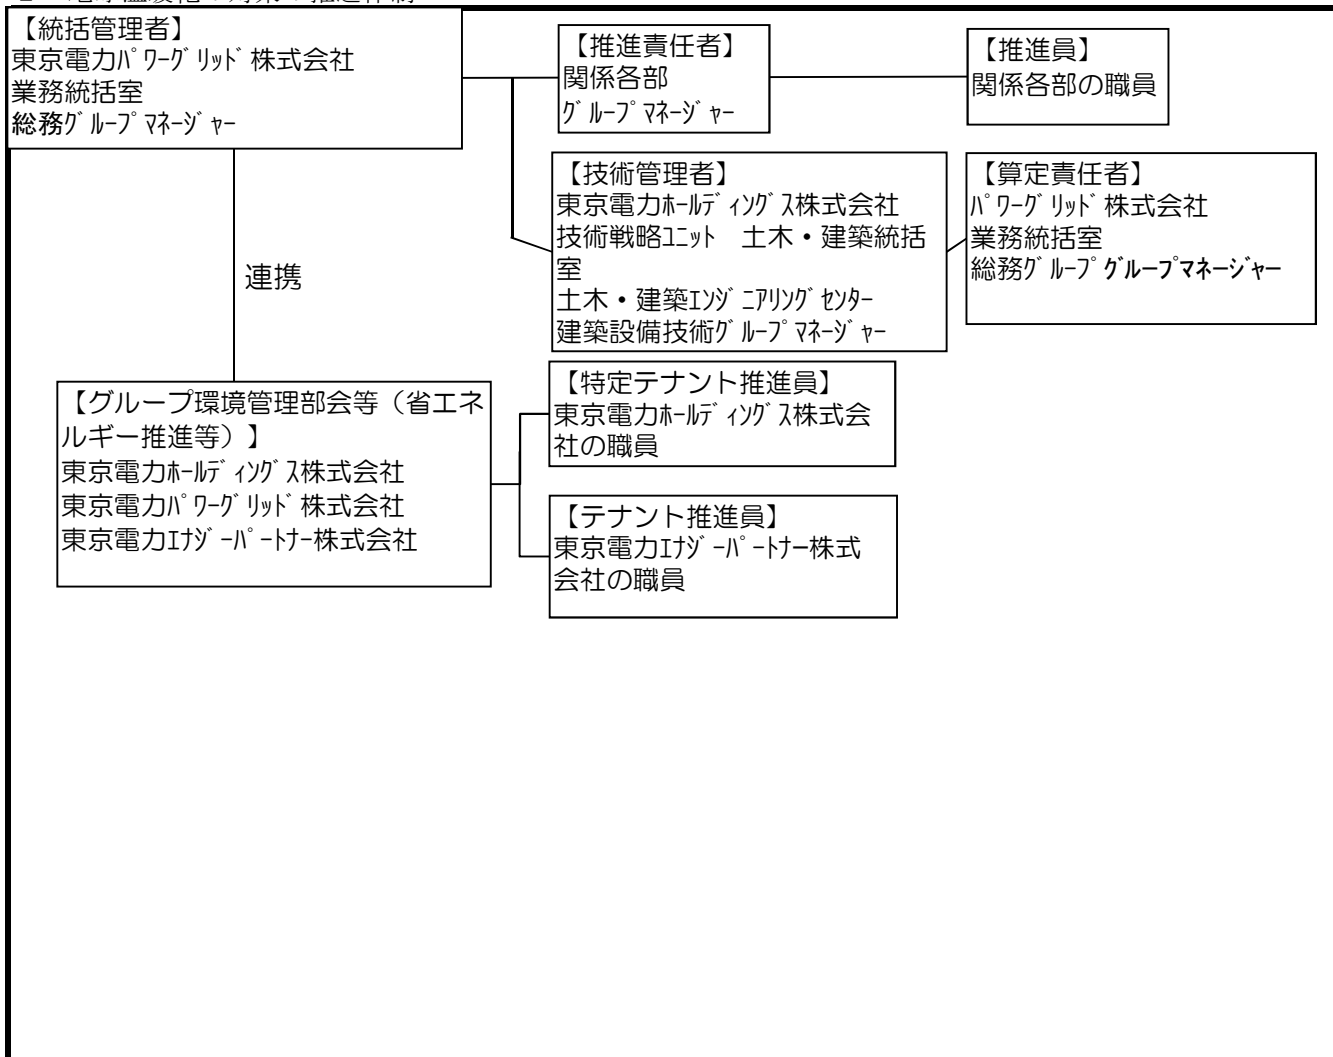 【統括管理者】
東京電力ﾊﾟﾜｰｸﾞﾘｯﾄﾞ株式会社
業務統括室
総務ｸﾞﾙｰﾌﾟﾏﾈｰｼﾞｬｰ
【推進責任者】
関係各部
ｸﾞﾙｰﾌﾟﾏﾈｰｼﾞｬｰ
【推進員】
関係各部の職員
【技術管理者】
東京電力ﾎｰﾙﾃﾞｨﾝｸﾞｽ株式会社
技術戦略ﾕﾆｯﾄ　土木・建築統括
室
土木・建築ｴﾝｼﾞﾆｱﾘﾝｸﾞｾﾝﾀｰ
建築設備技術ｸﾞﾙｰﾌﾟﾏﾈｰｼﾞｬｰ
【算定責任者】
ﾊﾟﾜｰｸﾞﾘｯﾄﾞ株式会社
業務統括室
総務ｸﾞﾙｰﾌﾟｸﾞﾙｰﾌﾟﾏﾈｰｼﾞｬｰ
連携
【グループ環境管理部会等（省エネ
ルギー推進等）】
東京電力ﾎｰﾙﾃﾞｨﾝｸﾞｽ株式会社
東京電力ﾊﾟﾜｰｸﾞﾘｯﾄﾞ株式会社
東京電力ｴﾅｼﾞｰﾊﾟｰﾄﾅｰ株式会社
【特定テナント推進員】
東京電力ﾎｰﾙﾃﾞｨﾝｸﾞｽ株式会
社の職員
【テナント推進員】
東京電力ｴﾅｼﾞｰﾊﾟｰﾄﾅｰ株式
会社の職員